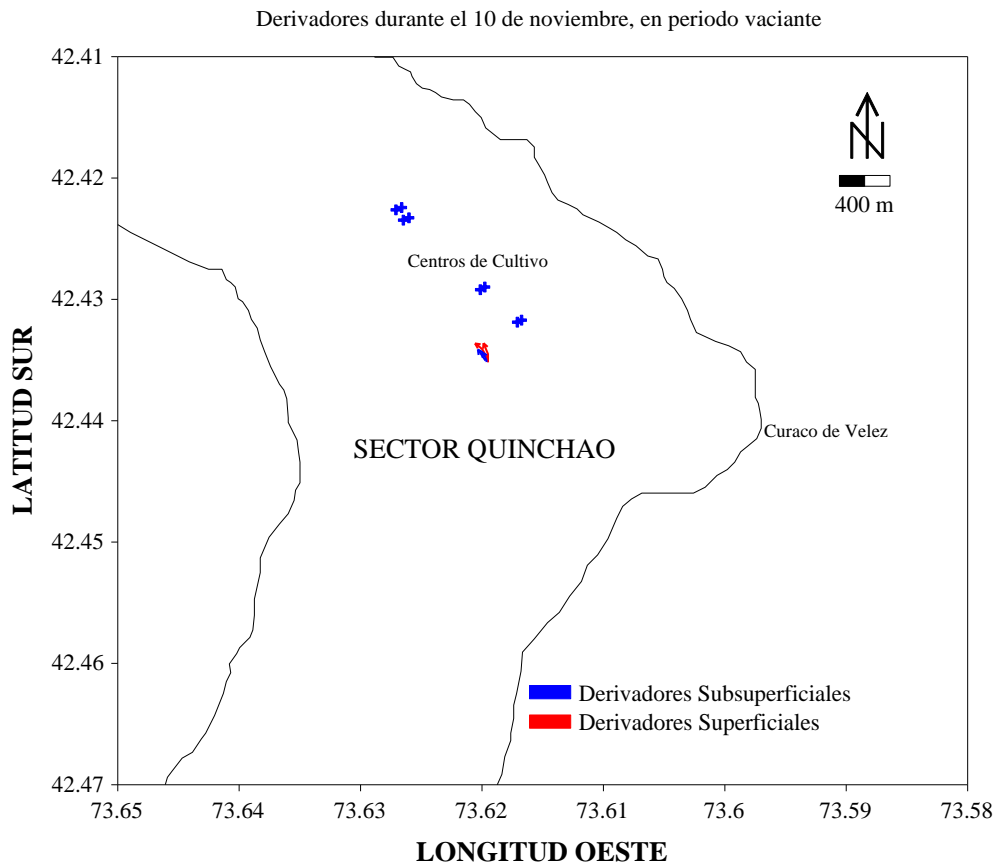 Derivadores durante el 10 de noviembre, en periodo vaciante
42.41
42.42
42.43
42.44
42.45
42.46
42.47
LATITUD SUR
N
400 m
Centros de Cultivo
SECTOR QUINCHAO
Curaco de Velez
Derivadores Subsuperficiales
Derivadores Superficiales
73.65 73.64 73.63 73.62 73.61 73.6 73.59 73.58
LONGITUD OESTE